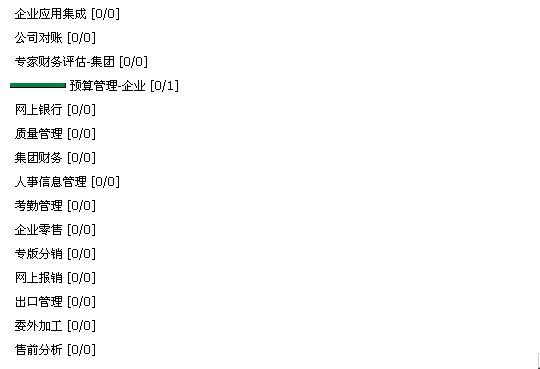 企业应用集成 [0/0]
公司对账 [0/0]
专家财务评估-集团 [0/0]
预算管理-企业 [0/1]
网上银行 [0/0]
质量管理 [0/0]
集团财务 [0/0]
人事信息管理 [0/0]
考勤管理 [0/0]
企业零售 [0/0]
专版分销 [0/0]
网上报销 [0/0]
出口管理 [0/0]
委外加工 [0/0]
售前分析 [0/0]